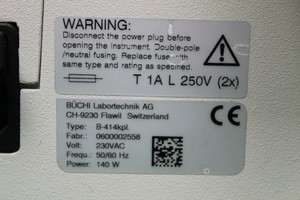 WARNING:
Disconnect the power plug before
opening the instrument. Double-pole
/neutral fusing. Replace fuse with
same type and rating as specified.
T 1A L 250V (2x)
BÜCHI Labortechnik AG
CH-9230 Flawil Switzerland
Type: B-414kpl.
Fabr.: 0600002558
Volt: 230VAC
Frequ.: 50/60 Hz
Power: 140 W
CE